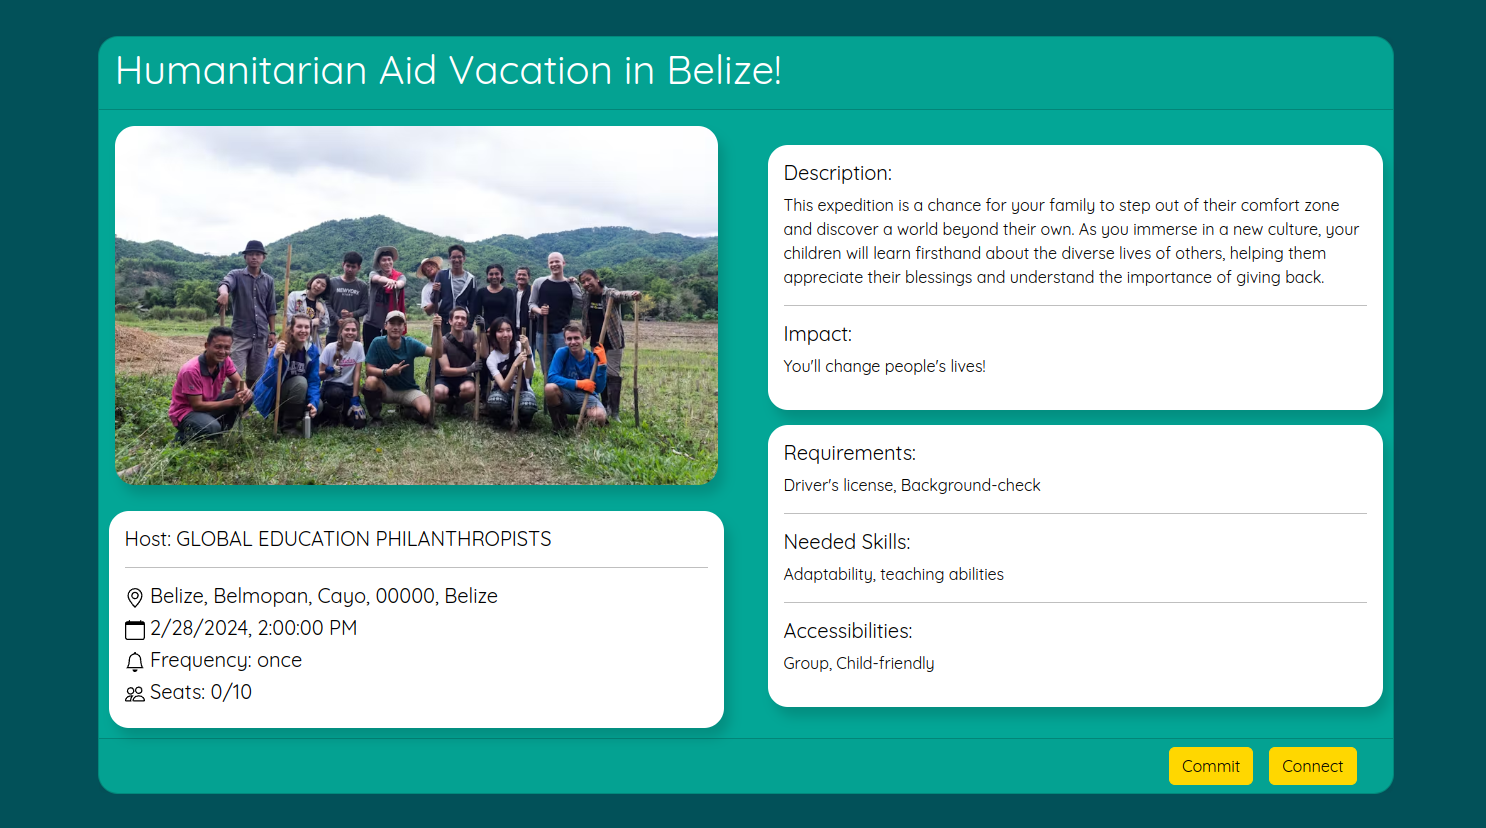 Humanitarian Aid Vacation in Belize!
Host: GLOBAL EDUCATION PHILANTHROPISTS
Belize, Belmopan, Cayo, 00000, Belize
2/28/2024, 2:00:00 PM
Frequency: once
Seats: 0/10
Description:
This expedition is a chance for your family to step out of their comfort zone
and discover a world beyond their own. As you immerse in a new culture, your
children will learn firsthand about the diverse lives of others, helping them
appreciate their blessings and understand the importance of giving back.
Impact:
You'll change people's lives!
Requirements:
Driver's license, Background-check
Needed Skills:
Adaptability, teaching abilities
Accessibilities:
Group, Child-friendly
Commit
Connect